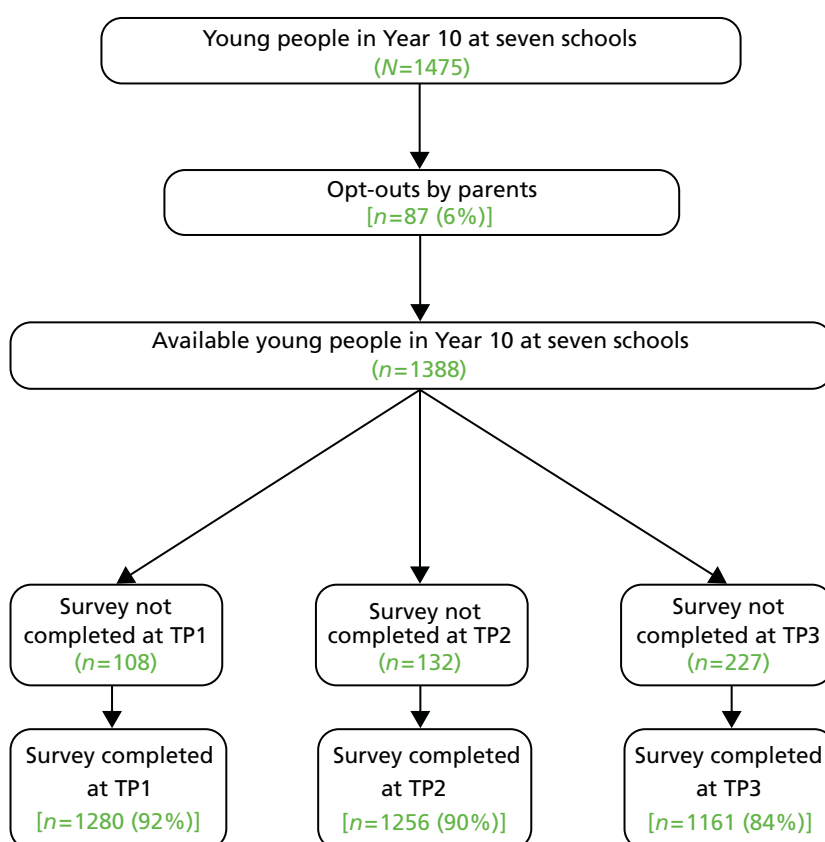 Young people in Year 10 at seven schools
(N=1475)
Opt-outs by parents
[n=87 (6%)]
Available young people in Year 10 at seven schools
(n=1388)
Survey not
completed at TP1
(n=108)
Survey not
completed at TP2
(n=132)
Survey not
completed at TP3
(n=227)
Survey completed
at TP1
[n=1280 (92%)]
Survey completed
at TP2
[n=1256 (90%)]
Survey completed
at TP3
[n=1161 (84%)]